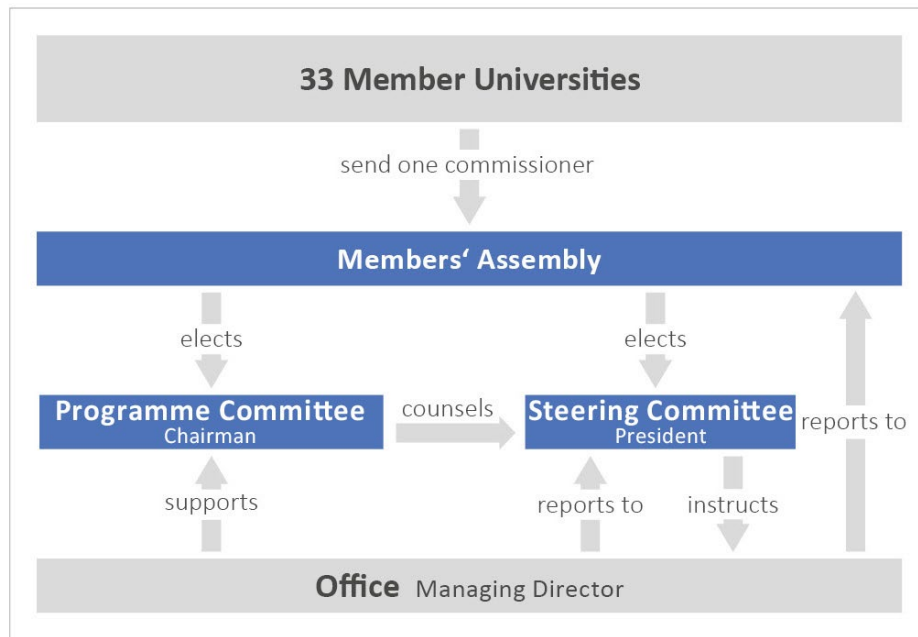 33 Member Universities
send one commissioner
Members‘ Assembly
elects
elects
Programme Committee
Chairman
counsels
Steering Committee
President
reports to
supports
reports to
instructs
Office Managing Director